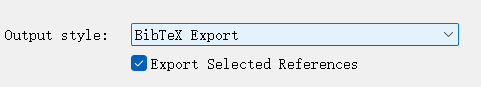 Output style: BibTeX Export
Export Selected References